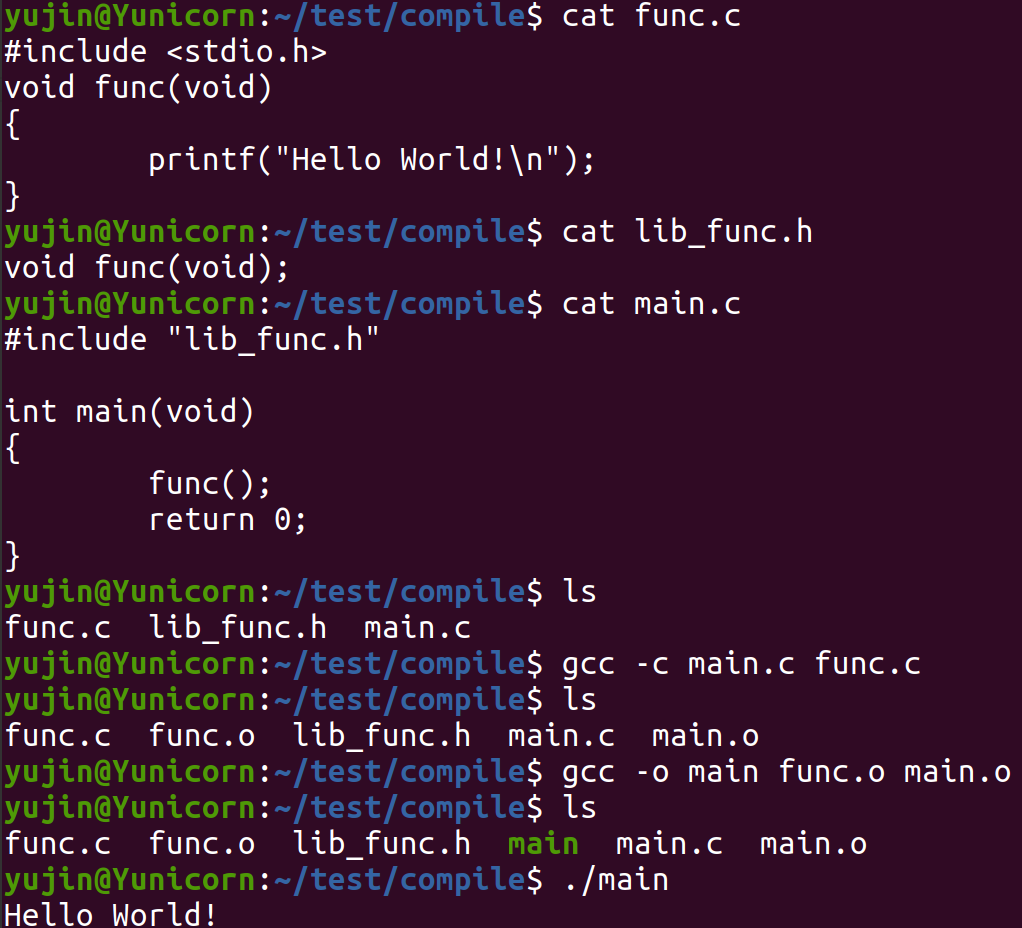 yujin@Yunicorn:~/test/compile$ cat func.c
#include <stdio.h>
void func(void)
{
        printf("Hello World!\n");
}
yujin@Yunicorn:~/test/compile$ cat lib_func.h
void func(void);
yujin@Yunicorn:~/test/compile$ cat main.c
#include "lib_func.h"

int main(void)
{
        func();
        return 0;
}
yujin@Yunicorn:~/test/compile$ ls
func.c  lib_func.h  main.c
yujin@Yunicorn:~/test/compile$ gcc -c main.c func.c
yujin@Yunicorn:~/test/compile$ ls
func.c  func.o  lib_func.h  main.c  main.o
yujin@Yunicorn:~/test/compile$ gcc -o main func.o main.o
yujin@Yunicorn:~/test/compile$ ls
func.c  func.o  lib_func.h  main  main.c  main.o
yujin@Yunicorn:~/test/compile$ ./main
Hello World!